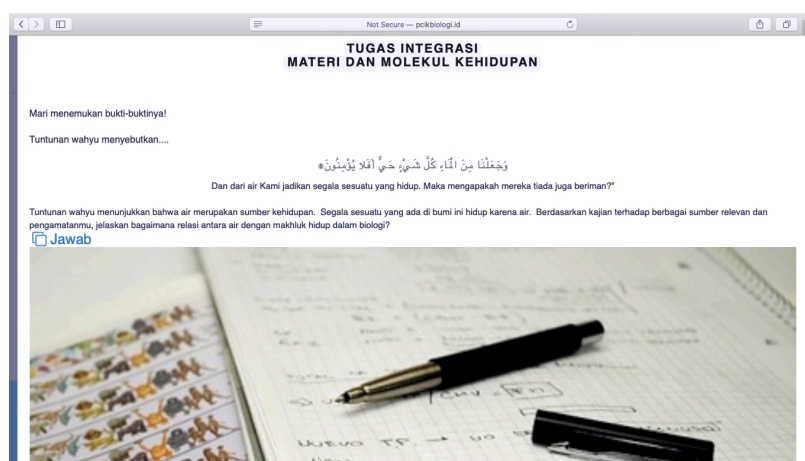 Not Secure — pcikbiologi.id
TUGAS INTEGRASI
MATERI DAN MOLEKUL KEHIDUPAN
Mari menemukan bukti-buktinya!
Tuntunan wahyu menyebutkan....
وَجَعَلْنَا مِنَ الْمَاءِ كُلَّ شَيْءٍ حَيٍّ أَفَلَا يُؤْمِنُونَ
Dan dari air Kami jadikan segala sesuatu yang hidup. Maka mengapakah mereka tiada juga beriman?"
Tuntunan wahyu menunjukkan bahwa air merupakan sumber kehidupan. Segala sesuatu yang ada di bumi ini hidup karena air. Berdasarkan kajian terhadap berbagai sumber relevan dan
pengamatanmu, jelaskan bagaimana relasi antara air dengan makhluk hidup dalam biologi?
Jawab